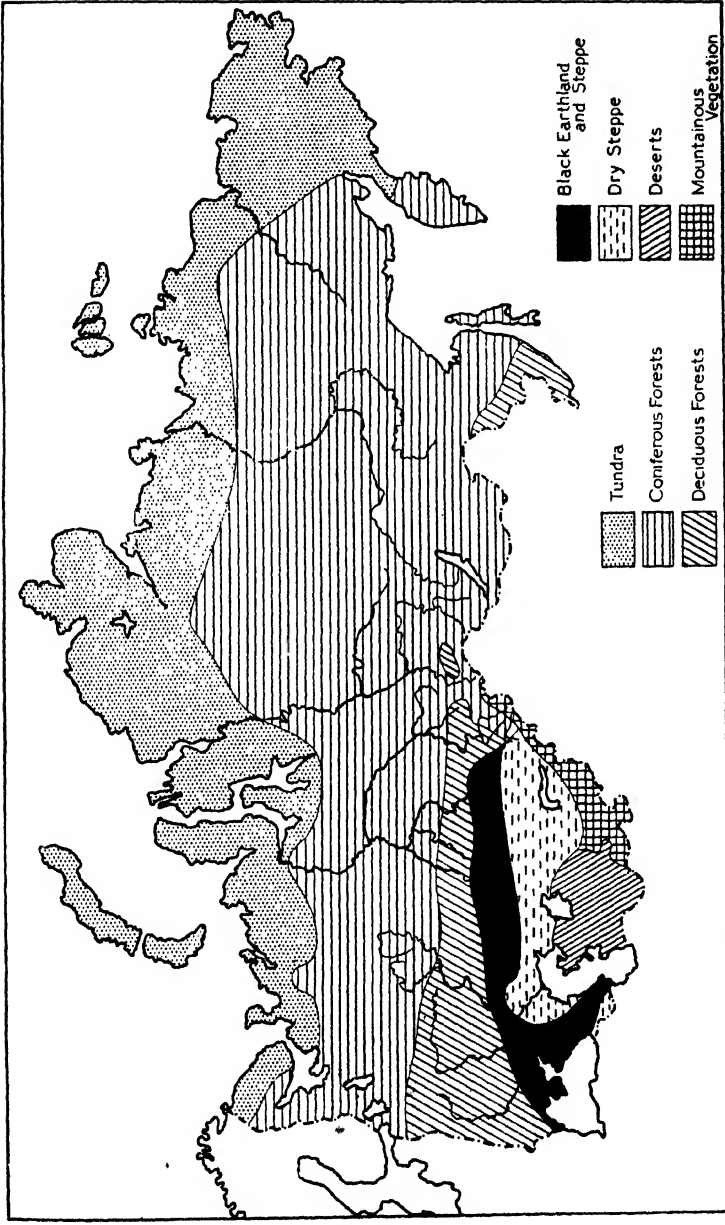 Tundra
Coniferous Forests
Deciduous Forests
Black Earthland
and Steppe
Dry Steppe
Deserts
Mountainous
Vegetation